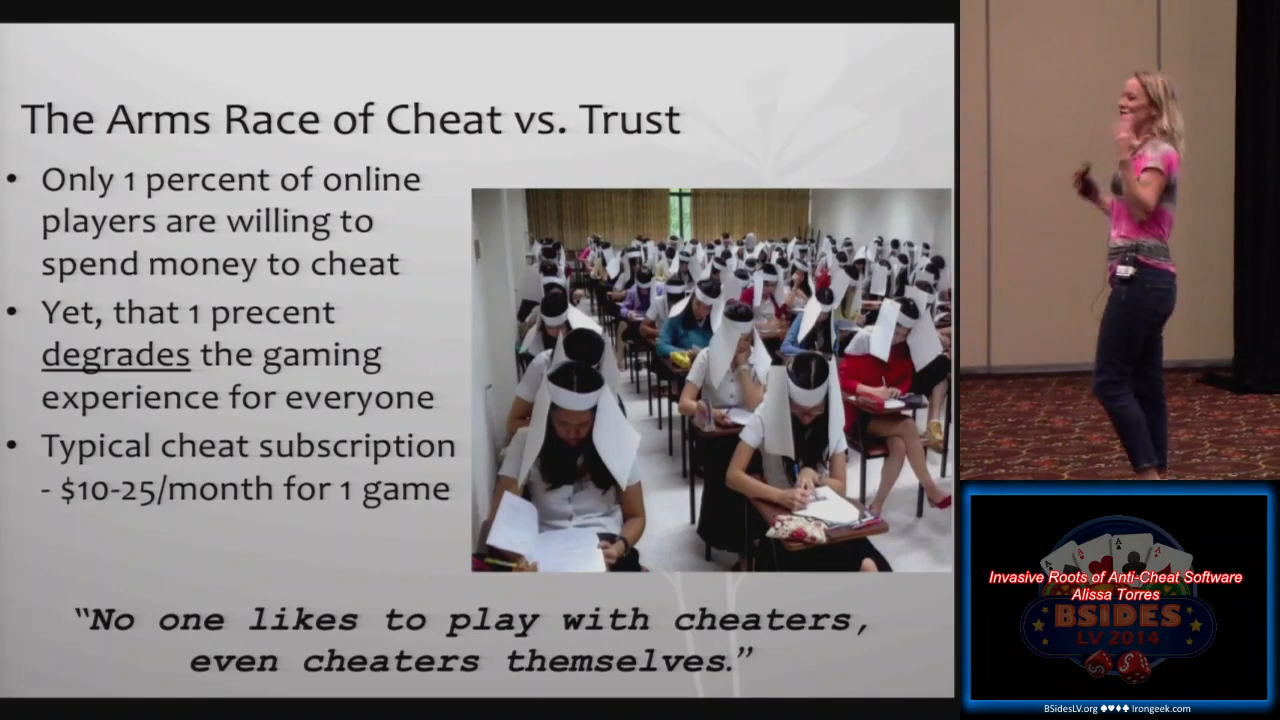 The Arms Race of Cheat vs. Trust
• Only 1 percent of online
players are willing to
spend money to cheat
• Yet, that 1 precent
degrades the gaming
experience for everyone
• Typical cheat subscription
- $10-25/month for 1 game
“No one likes to play with cheaters,
even cheaters themselves.”
Invasive Roots of Anti-Cheat Software
Alissa Torres
BSIDES
LV 2014
BSidesLV.org ♠♥♦♣ Irongeek.com